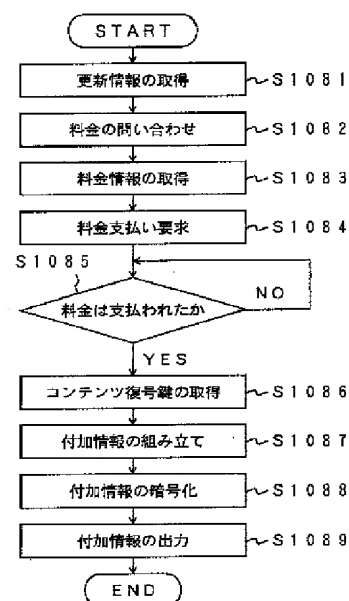 START
更新情報の取得 S1081
料金の問い合わせ S1082
料金情報の取得 S1083
料金支払い要求 S1084
S1085
料金は支払われたか
NO
YES
コンテンツ復号鍵の取得 S1086
付加情報の組み立て S1087
付加情報の暗号化 S1088
付加情報の出力 S1089
END